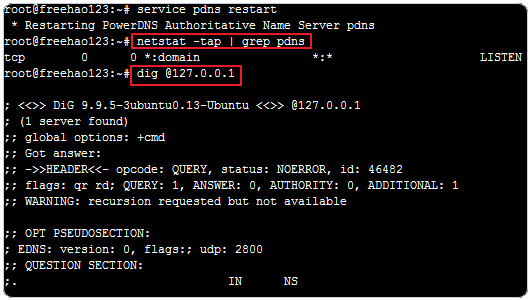 root@freehao123:~# service pdns restart
 * Restarting PowerDNS Authoritative Name Server pdns
root@freehao123:~# netstat -tap | grep pdns
tcp        0      0 *:domain                *:*                     LISTEN
root@freehao123:~# dig @127.0.0.1

; <<>> DiG 9.9.5-3ubuntu0.13-Ubuntu <<>> @127.0.0.1
; (1 server found)
;; global options: +cmd
;; Got answer:
;; ->>HEADER<<- opcode: QUERY, status: NOERROR, id: 46482
;; flags: qr rd; QUERY: 1, ANSWER: 0, AUTHORITY: 0, ADDITIONAL: 1
;; WARNING: recursion requested but not available

;; OPT PSEUDOSECTION:
; EDNS: version: 0, flags:; udp: 2800
;; QUESTION SECTION:
;.                              IN      NS